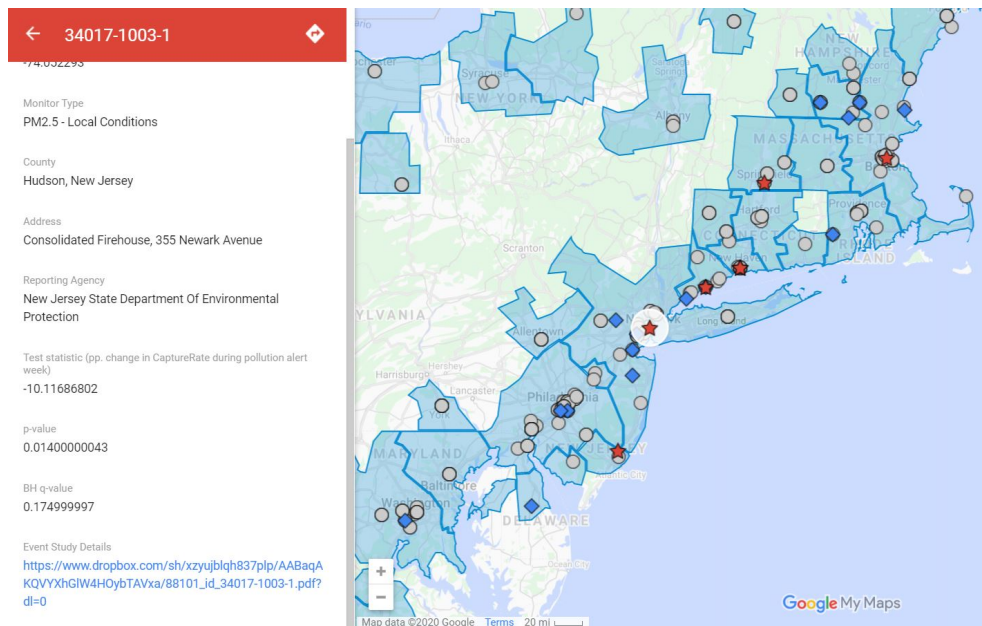 34017-1003-1
-74.052293
Monitor Type
PM2.5 - Local Conditions
County
Hudson, New Jersey
Address
Consolidated Firehouse, 355 Newark Avenue
Reporting Agency
New Jersey State Department Of Environmental
Protection
Test statistic (pp. change in CaptureRate during pollution alert
week)
-10.11686802
p-value
0.01400000043
BH q-value
0.174999997
Event Study Details
https://www.dropbox.com/sh/xzyujblqh837plp/AABaqA
KQVYXhGlW4HOybTAVxa/88101_id_34017-1003-1.pdf?
dl=0
NEW
HAMPSHIRE
Syracuse
NEW YORK
Saratoga
Springs
Albany
Ithaca
MASSACHUSETTS
Hartford
Providence
CONNECTICUT
RHODE
ISLAND
New Haven
Scranton
Long Island
Allentown
Harrisburg
Hershey
Lancaster
York
Philadelphia
NEW JERSEY
MARYLAND
Baltimore
Washington
Atlantic City
DELAWARE
Ocean City
+
−
Google My Maps
Map data ©2020 Google Terms 20 mi